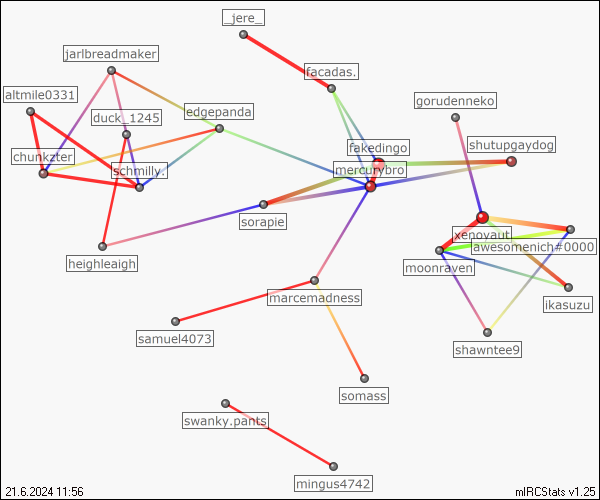 _jere_
jarlbreadmaker
facadas.
altmile0331
gorudenneko
edgepanda
duck_1245
shutupgaydog
fakedingo
chunkzter
schmilly.
mercurybro
sorapie
xenoyaut
awesomenich#0000
heighleaigh
moonraven
marcemadness
ikasuzu
samuel4073
shawntee9
somass
swanky.pants
mingus4742
21.6.2024 11:56
mIRCStats v1.25